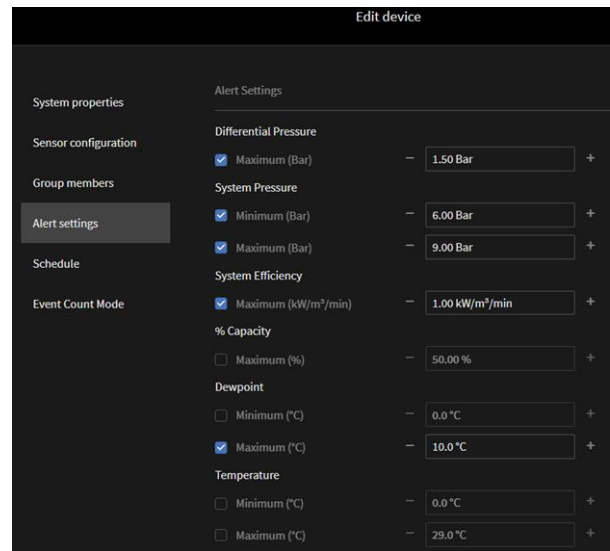 Edit device
System properties
Sensor configuration
Group members
Alert settings
Schedule
Event Count Mode
Alert Settings
Differential Pressure
Maximum (Bar) − 1.50 Bar +
System Pressure
Minimum (Bar) − 6.00 Bar +
Maximum (Bar) − 9.00 Bar +
System Efficiency
Maximum (kW/m³/min) − 1.00 kW/m³/min +
% Capacity
Maximum (%) − 50.00 % +
Dewpoint
Minimum (°C) − 0.0 °C +
Maximum (°C) − 10.0 °C +
Temperature
Minimum (°C) − 0.0 °C +
Maximum (°C) − 29.0 °C +